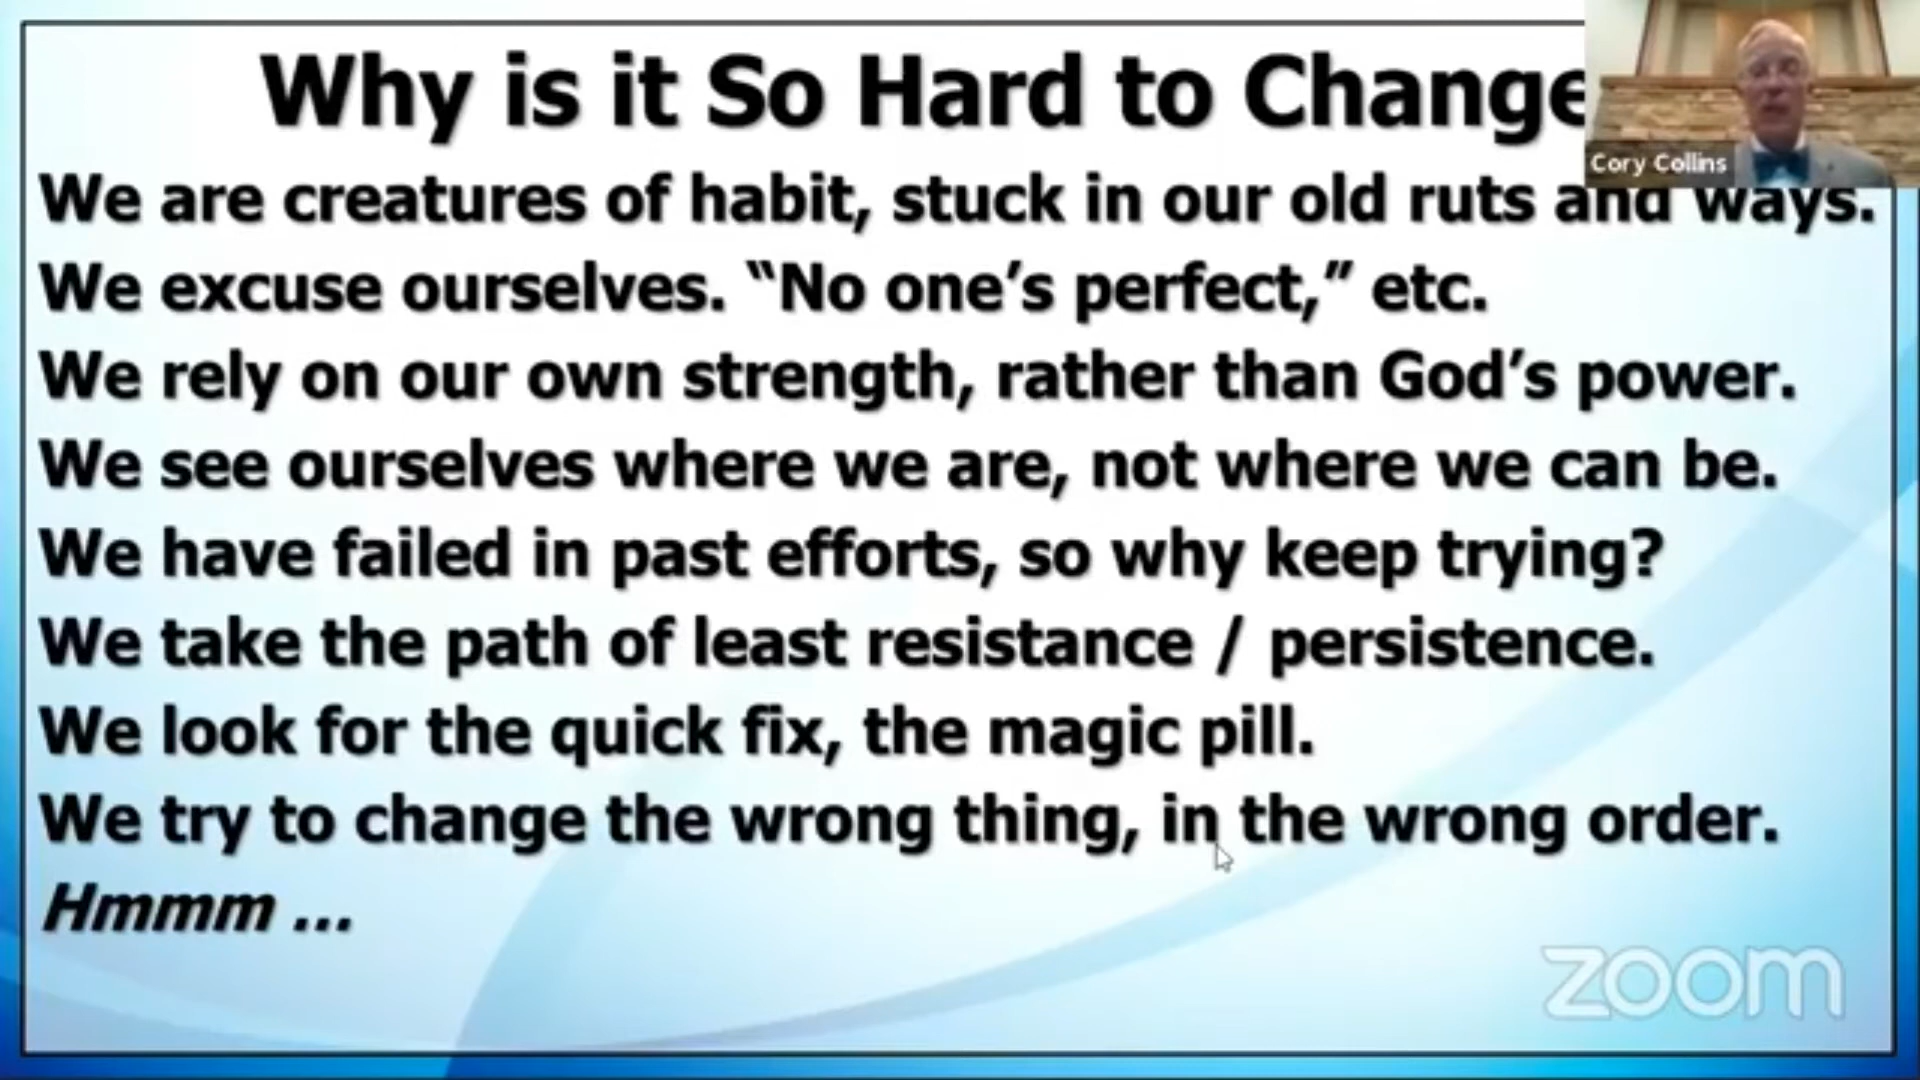 Why is it So Hard to Change
Cory Collins
We are creatures of habit, stuck in our old ruts and ways.
We excuse ourselves. “No one’s perfect,” etc.
We rely on our own strength, rather than God’s power.
We see ourselves where we are, not where we can be.
We have failed in past efforts, so why keep trying?
We take the path of least resistance / persistence.
We look for the quick fix, the magic pill.
We try to change the wrong thing, in the wrong order.
Hmmm ...
zoom